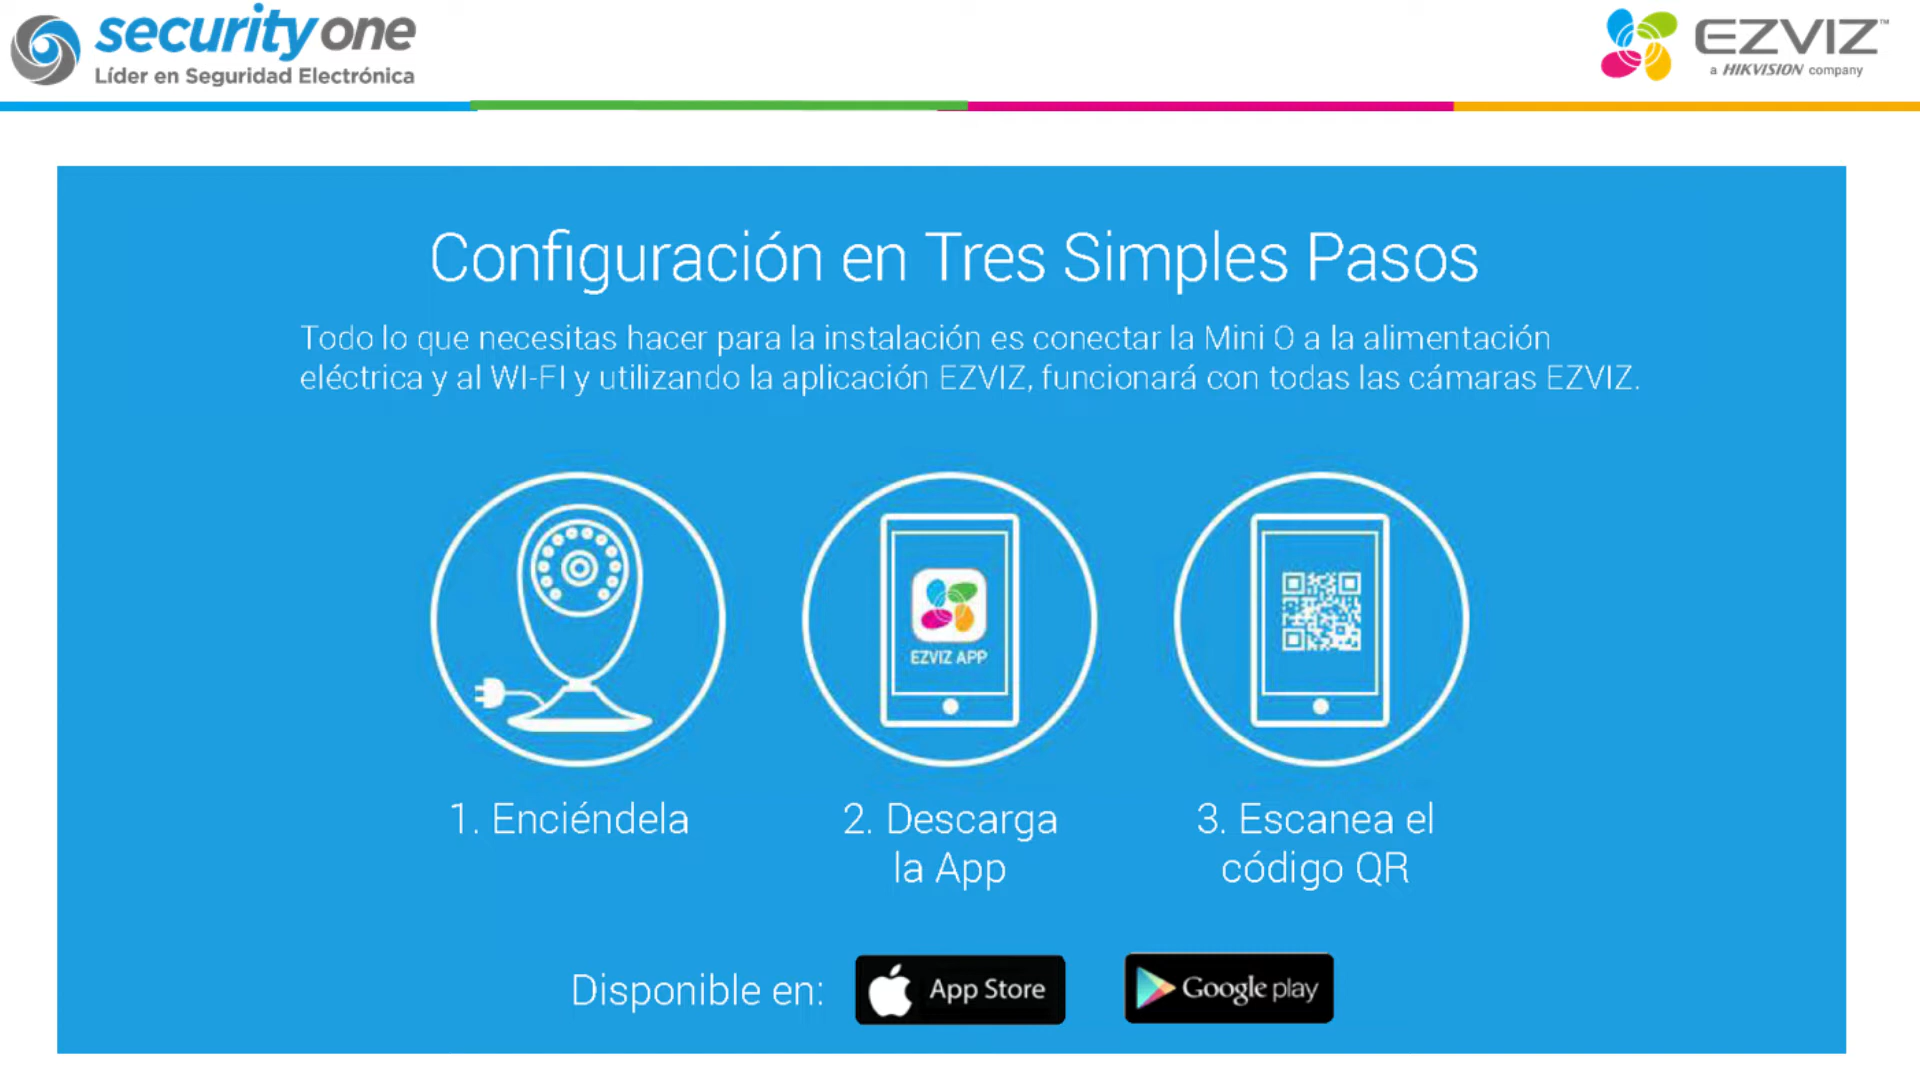 securityone
Líder en Seguridad Electrónica
EZVIZ™
a HIKVISION company
Configuración en Tres Simples Pasos
Todo lo que necesitas hacer para la instalación es conectar la Mini O a la alimentación
eléctrica y al WI-FI y utilizando la aplicación EZVIZ, funcionará con todas las cámaras EZVIZ.
EZVIZ APP
1. Enciéndela
2. Descarga
la App
3. Escanea el
código QR
Disponible en:
App Store
Google play